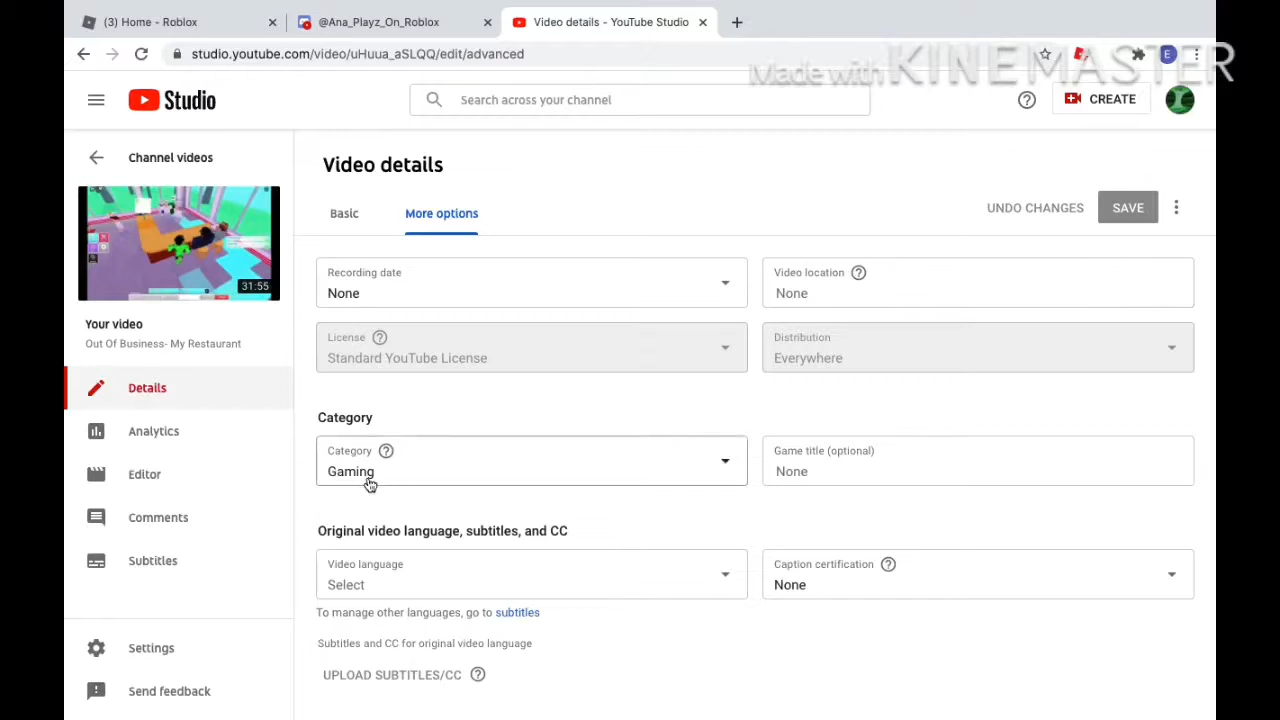 (3) Home - Roblox
@Ana_Playz_On_Roblox
Video details - YouTube Studio
studio.youtube.com/video/uHuua_aSLQQ/edit/advanced
E
Made with KINEMASTER
Studio
Search across your channel
CREATE
Channel videos
31:55
Your video
Out Of Business- My Restaurant
Details
Analytics
Editor
Comments
Subtitles
Settings
Send feedback
Video details
Basic
More options
UNDO CHANGES
SAVE
Recording date
None
Video location
None
License
Standard YouTube License
Distribution
Everywhere
Category
Category
Gaming
Game title (optional)
None
Original video language, subtitles, and CC
Video language
Select
Caption certification
None
To manage other languages, go to subtitles
Subtitles and CC for original video language
UPLOAD SUBTITLES/CC